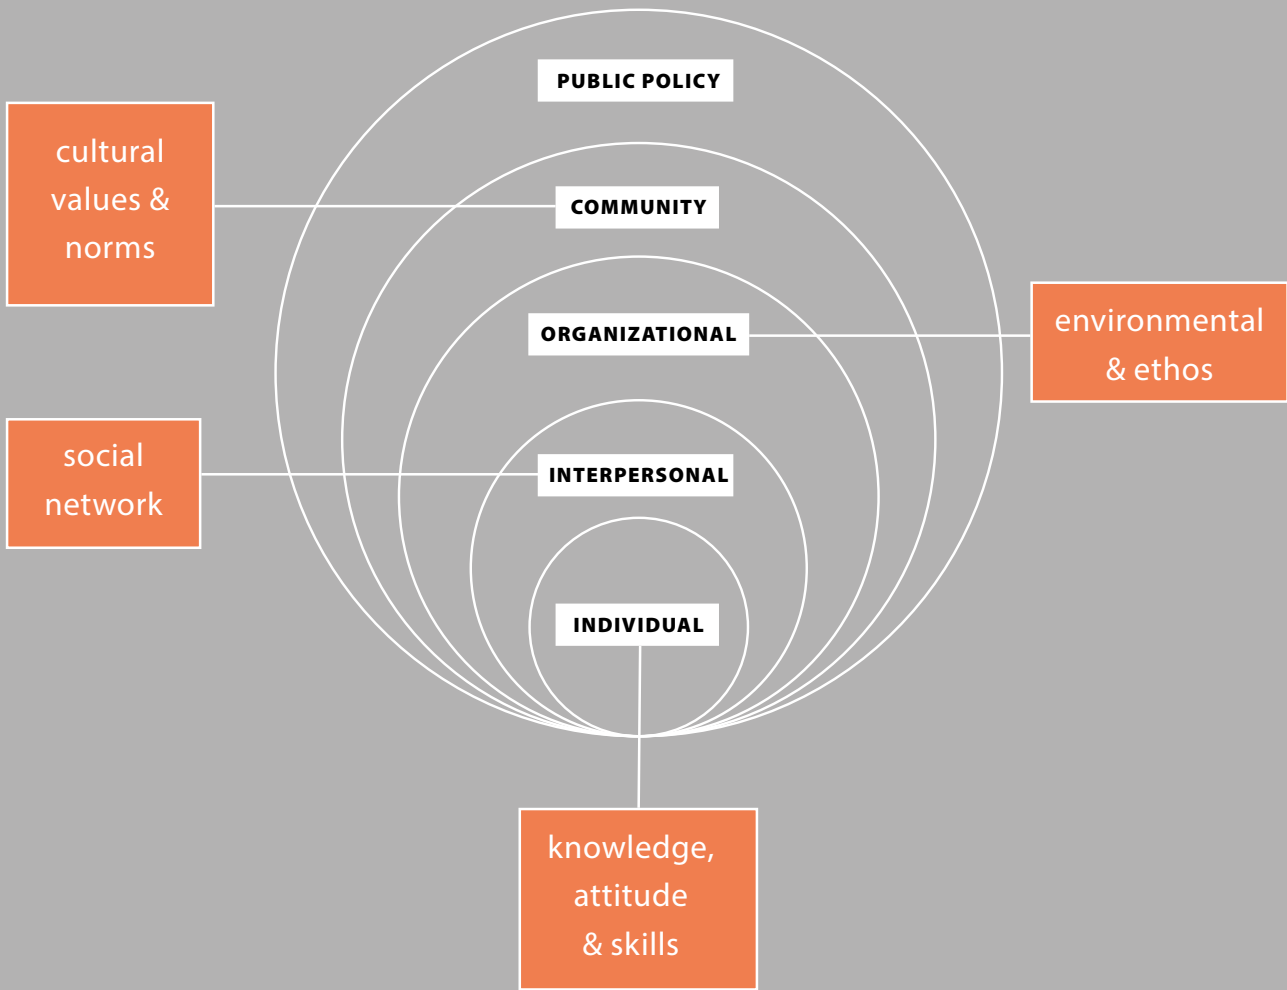 PUBLIC POLICY
cultural
values &
norms
COMMUNITY
ORGANIZATIONAL
environmental
& ethos
social
network
INTERPERSONAL
INDIVIDUAL
knowledge,
attitude
& skills